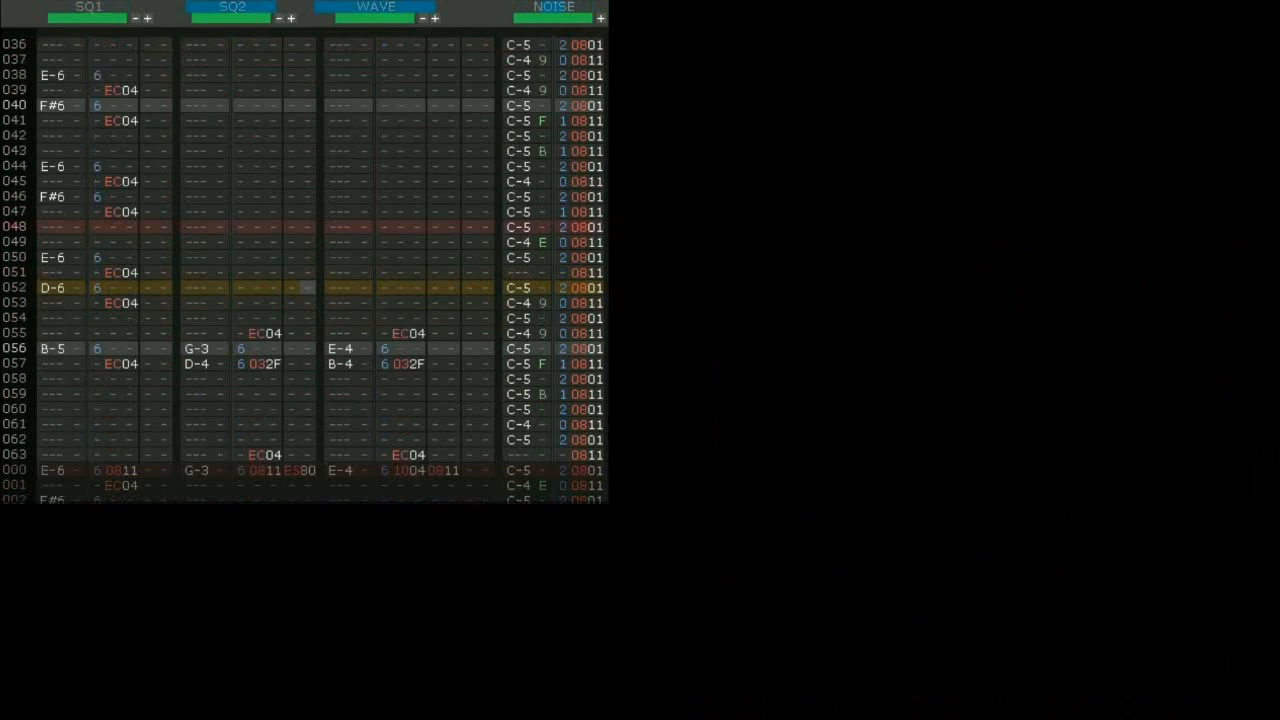 SQ1 SQ2 WAVE NOISE
- + - + - + +
036 --- - - - - - - --- - - - - - - --- - - - - - - C-5 - 2 0801
037 --- - - - - - - --- - - - - - - --- - - - - - - C-4 9 0 0811
038 E-6 - 6 - - - - --- - - - - - - --- - - - - - - C-5 - 2 0801
039 --- - - EC04 - - --- - - - - - - --- - - - - - - C-4 9 0 0811
040 F#6 - 6 - - - - --- - - - - - - --- - - - - - - C-5 - 2 0801
041 --- - - EC04 - - --- - - - - - - --- - - - - - - C-5 F 1 0811
042 --- - - - - - - --- - - - - - - --- - - - - - - C-5 - 2 0801
043 --- - - - - - - --- - - - - - - --- - - - - - - C-5 B 1 0811
044 E-6 - 6 - - - - --- - - - - - - --- - - - - - - C-5 - 2 0801
045 --- - - EC04 - - --- - - - - - - --- - - - - - - C-4 - 0 0811
046 F#6 - 6 - - - - --- - - - - - - --- - - - - - - C-5 - 2 0801
047 --- - - EC04 - - --- - - - - - - --- - - - - - - C-5 - 1 0811
048 --- - - - - - - --- - - - - - - --- - - - - - - C-5 - 2 0801
049 --- - - - - - - --- - - - - - - --- - - - - - - C-4 E 0 0811
050 E-6 - 6 - - - - --- - - - - - - --- - - - - - - C-5 - 2 0801
051 --- - - EC04 - - --- - - - - - - --- - - - - - - --- - - 0811
052 D-6 - 6 - - - - --- - - - - - - --- - - - - - - C-5 - 2 0801
053 --- - - EC04 - - --- - - - - - - --- - - - - - - C-4 9 0 0811
054 --- - - - - - - --- - - - - - - --- - - - - - - C-5 - 2 0801
055 --- - - - - - - --- - - EC04 - - --- - - EC04 - - - - C-4 9 0 0811
056 B-5 - 6 - - - - G-3 - 6 - - - - E-4 - 6 - - - - C-5 - 2 0801
057 --- - - EC04 - - D-4 - 6 032F - - B-4 - 6 032F - - - - C-5 F 1 0811
058 --- - - - - - - --- - - - - - - --- - - - - - - C-5 - 2 0801
059 --- - - - - - - --- - - - - - - --- - - - - - - C-5 B 1 0811
060 --- - - - - - - --- - - - - - - --- - - - - - - C-5 - 2 0801
061 --- - - - - - - --- - - - - - - --- - - - - - - C-4 - 0 0811
062 --- - - - - - - --- - - - - - - --- - - - - - - C-5 - 2 0801
063 --- - - - - - - --- - - EC04 - - --- - - EC04 - - - - --- - - 0811
000 E-6 - 6 0811 - - G-3 - 6 0811 E580 E-4 - 6 1004 0811 - - C-5 - 2 0801
001 --- - - EC04 - - --- - - - - - - --- - - - - - - C-4 E 0 0811
002 F#6 - 6 - - - - --- - - - - - - --- - - - - - - C-5 - 2 0801